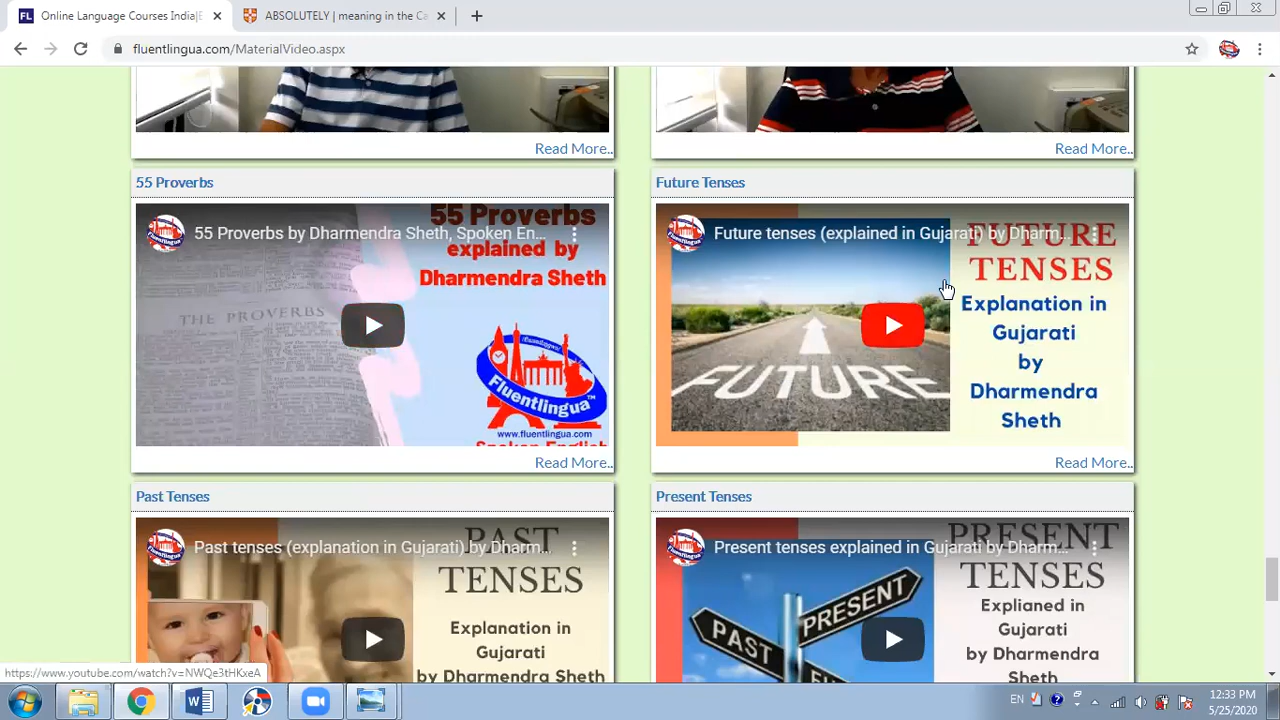 Online Language Courses India|E
ABSOLUTELY | meaning in the Ca
fluentlingua.com/MaterialVideo.aspx
Read More..
Read More..
55 Proverbs
Future Tenses
55 Proverbs by Dharmendra Sheth, Spoken En...
55 Proverbs
explained by
Dharmendra Sheth
THE PROVERBS
Fluentlingua™
www.fluentlingua.com
Spoken English
Future tenses (explained in Gujarati) by Dharm...
FUTURE
TENSES
Explanation in
Gujarati
by
Dharmendra
Sheth
FUTURE
Read More..
Read More..
Past Tenses
Present Tenses
Past tenses (explanation in Gujarati) by Dharm...
PAST
TENSES
Explanation in
Gujarati
by Dharmendra Sheth
Present tenses explained in Gujarati by Dharm...
PRESENT
TENSES
Explianed in
Gujarati
by Dharmendra
Sheth
PRESENT
PAST
https://www.youtube.com/watch?v=NWQe3tHKxeA
EN
12:33 PM
5/25/2020